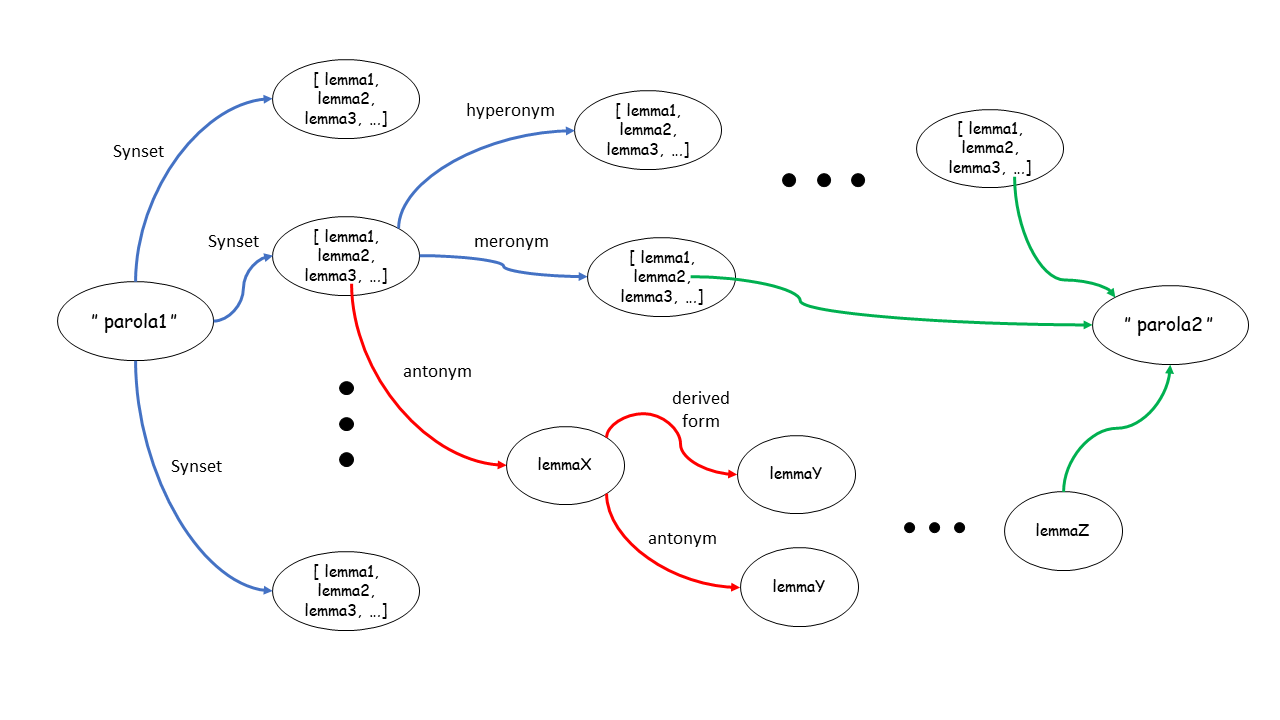 [ lemma1,
lemma2,
lemma3, ...]
hyperonym
[ lemma1,
lemma2,
lemma3, ...]
[ lemma1,
lemma2,
lemma3, ...]
Synset
Synset
[ lemma1,
lemma2,
lemma3, ...]
meronym
[ lemma1,
lemma2,
lemma3, ...]
" parola1 "
" parola2 "
antonym
derived
form
lemmaX
lemmaY
Synset
antonym
lemmaZ
[ lemma1,
lemma2,
lemma3, ...]
lemmaY